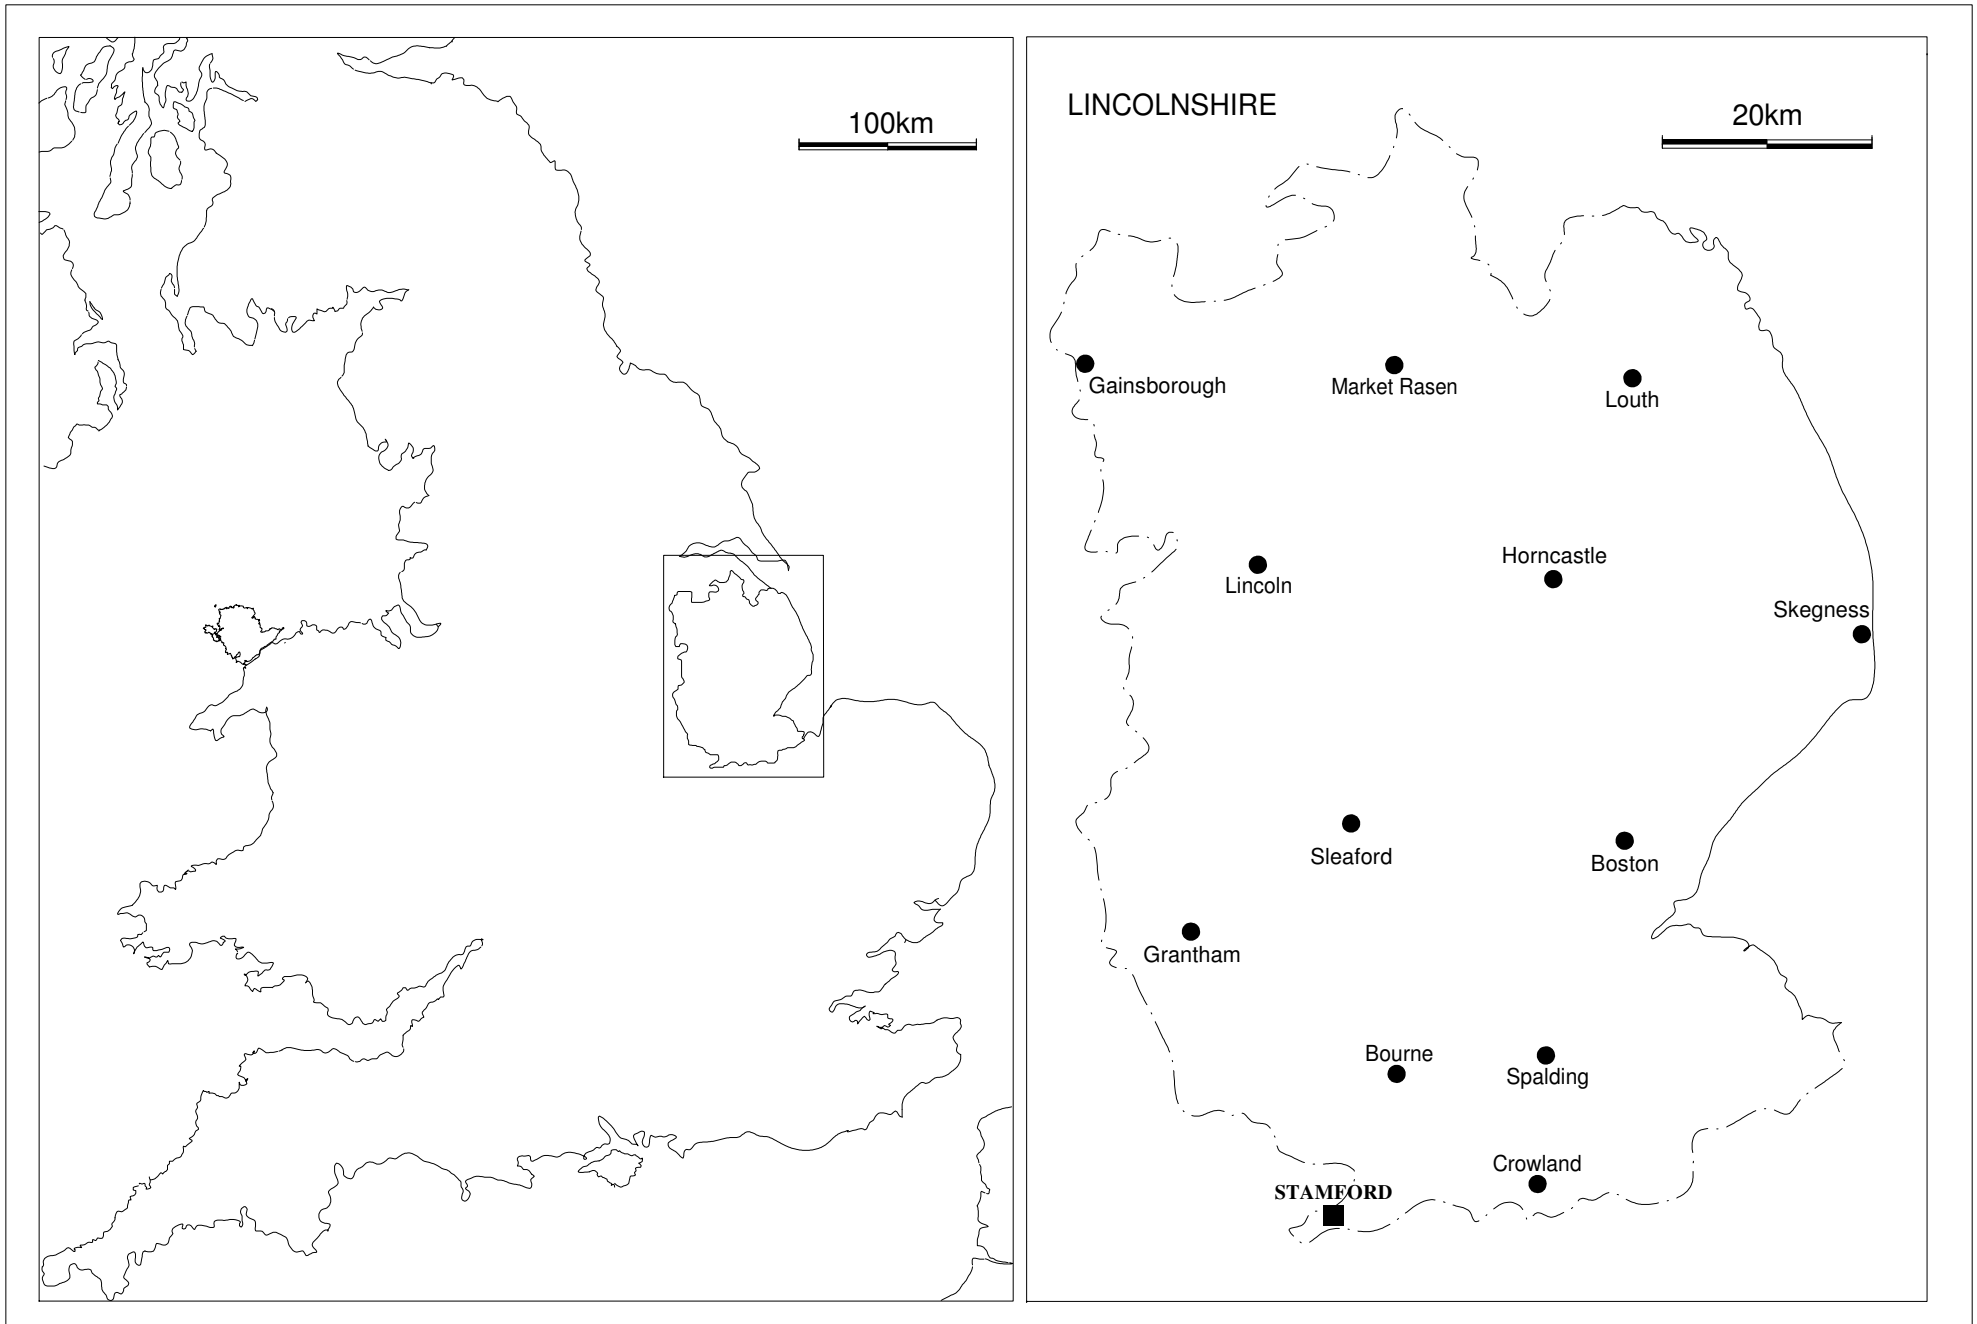 100km
LINCOLNSHIRE
20km
Gainsborough
Market Rasen
Louth
Lincoln
Horncastle
Skegness
Sleaford
Boston
Grantham
Bourne
Spalding
Crowland
STAMFORD